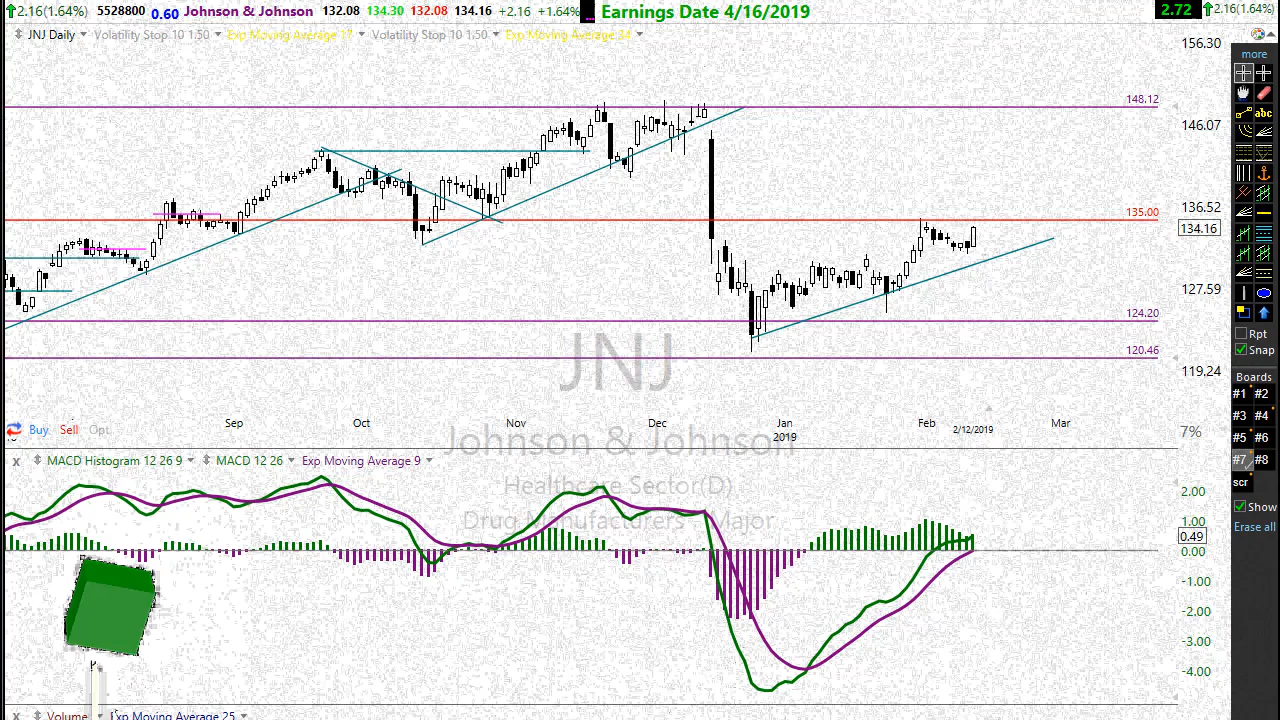 2.16(1.64%) 5528800 0.60 Johnson & Johnson 132.08 134.30 132.08 134.16 +2.16 +1.64% Earnings Date 4/16/2019 2.72 2.16(1.64%)
JNJ Daily Volatility Stop 10 1.50 Exp Moving Average 17 Volatility Stop 10 1.50 Exp Moving Average 34
more
156.30
148.12
abc
146.07
135.00
136.52
134.16
127.59
124.20
120.46
119.24
Rpt
Snap
JNJ
Johnson & Johnson
Healthcare Sector(D)
Drug Manufacturers - Major
Boards
#1 #2
#3 #4
#5 #6
#7 #8
scr
Show
Erase all
Buy Sell Opt
Sep Oct Nov Dec Jan Feb 2/12/2019 Mar
2019
7%
x MACD Histogram 12 26 9 MACD 12 26 Exp Moving Average 9
2.00
1.00
0.49
0.00
-1.00
-2.00
-3.00
-4.00
x Volume Exp Moving Average 25